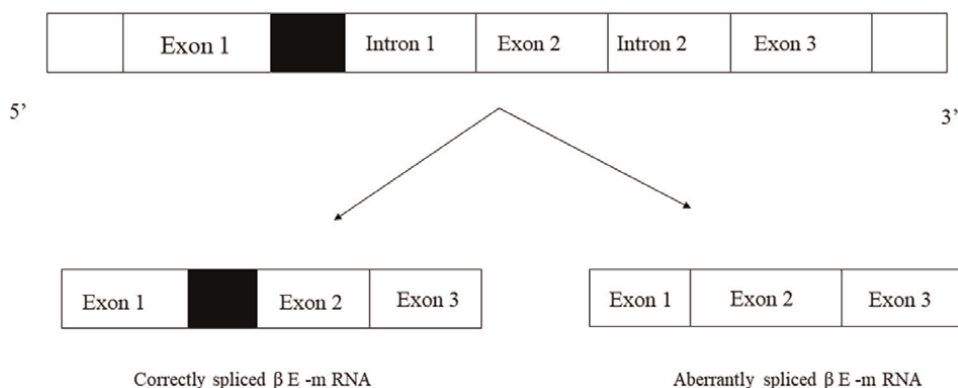 Exon 1 Intron 1 Exon 2 Intron 2 Exon 3
5’ 3’
Exon 1 Exon 2 Exon 3 Exon 1 Exon 2 Exon 3
Correctly spliced β E -m RNA Aberrantly spliced β E -m RNA